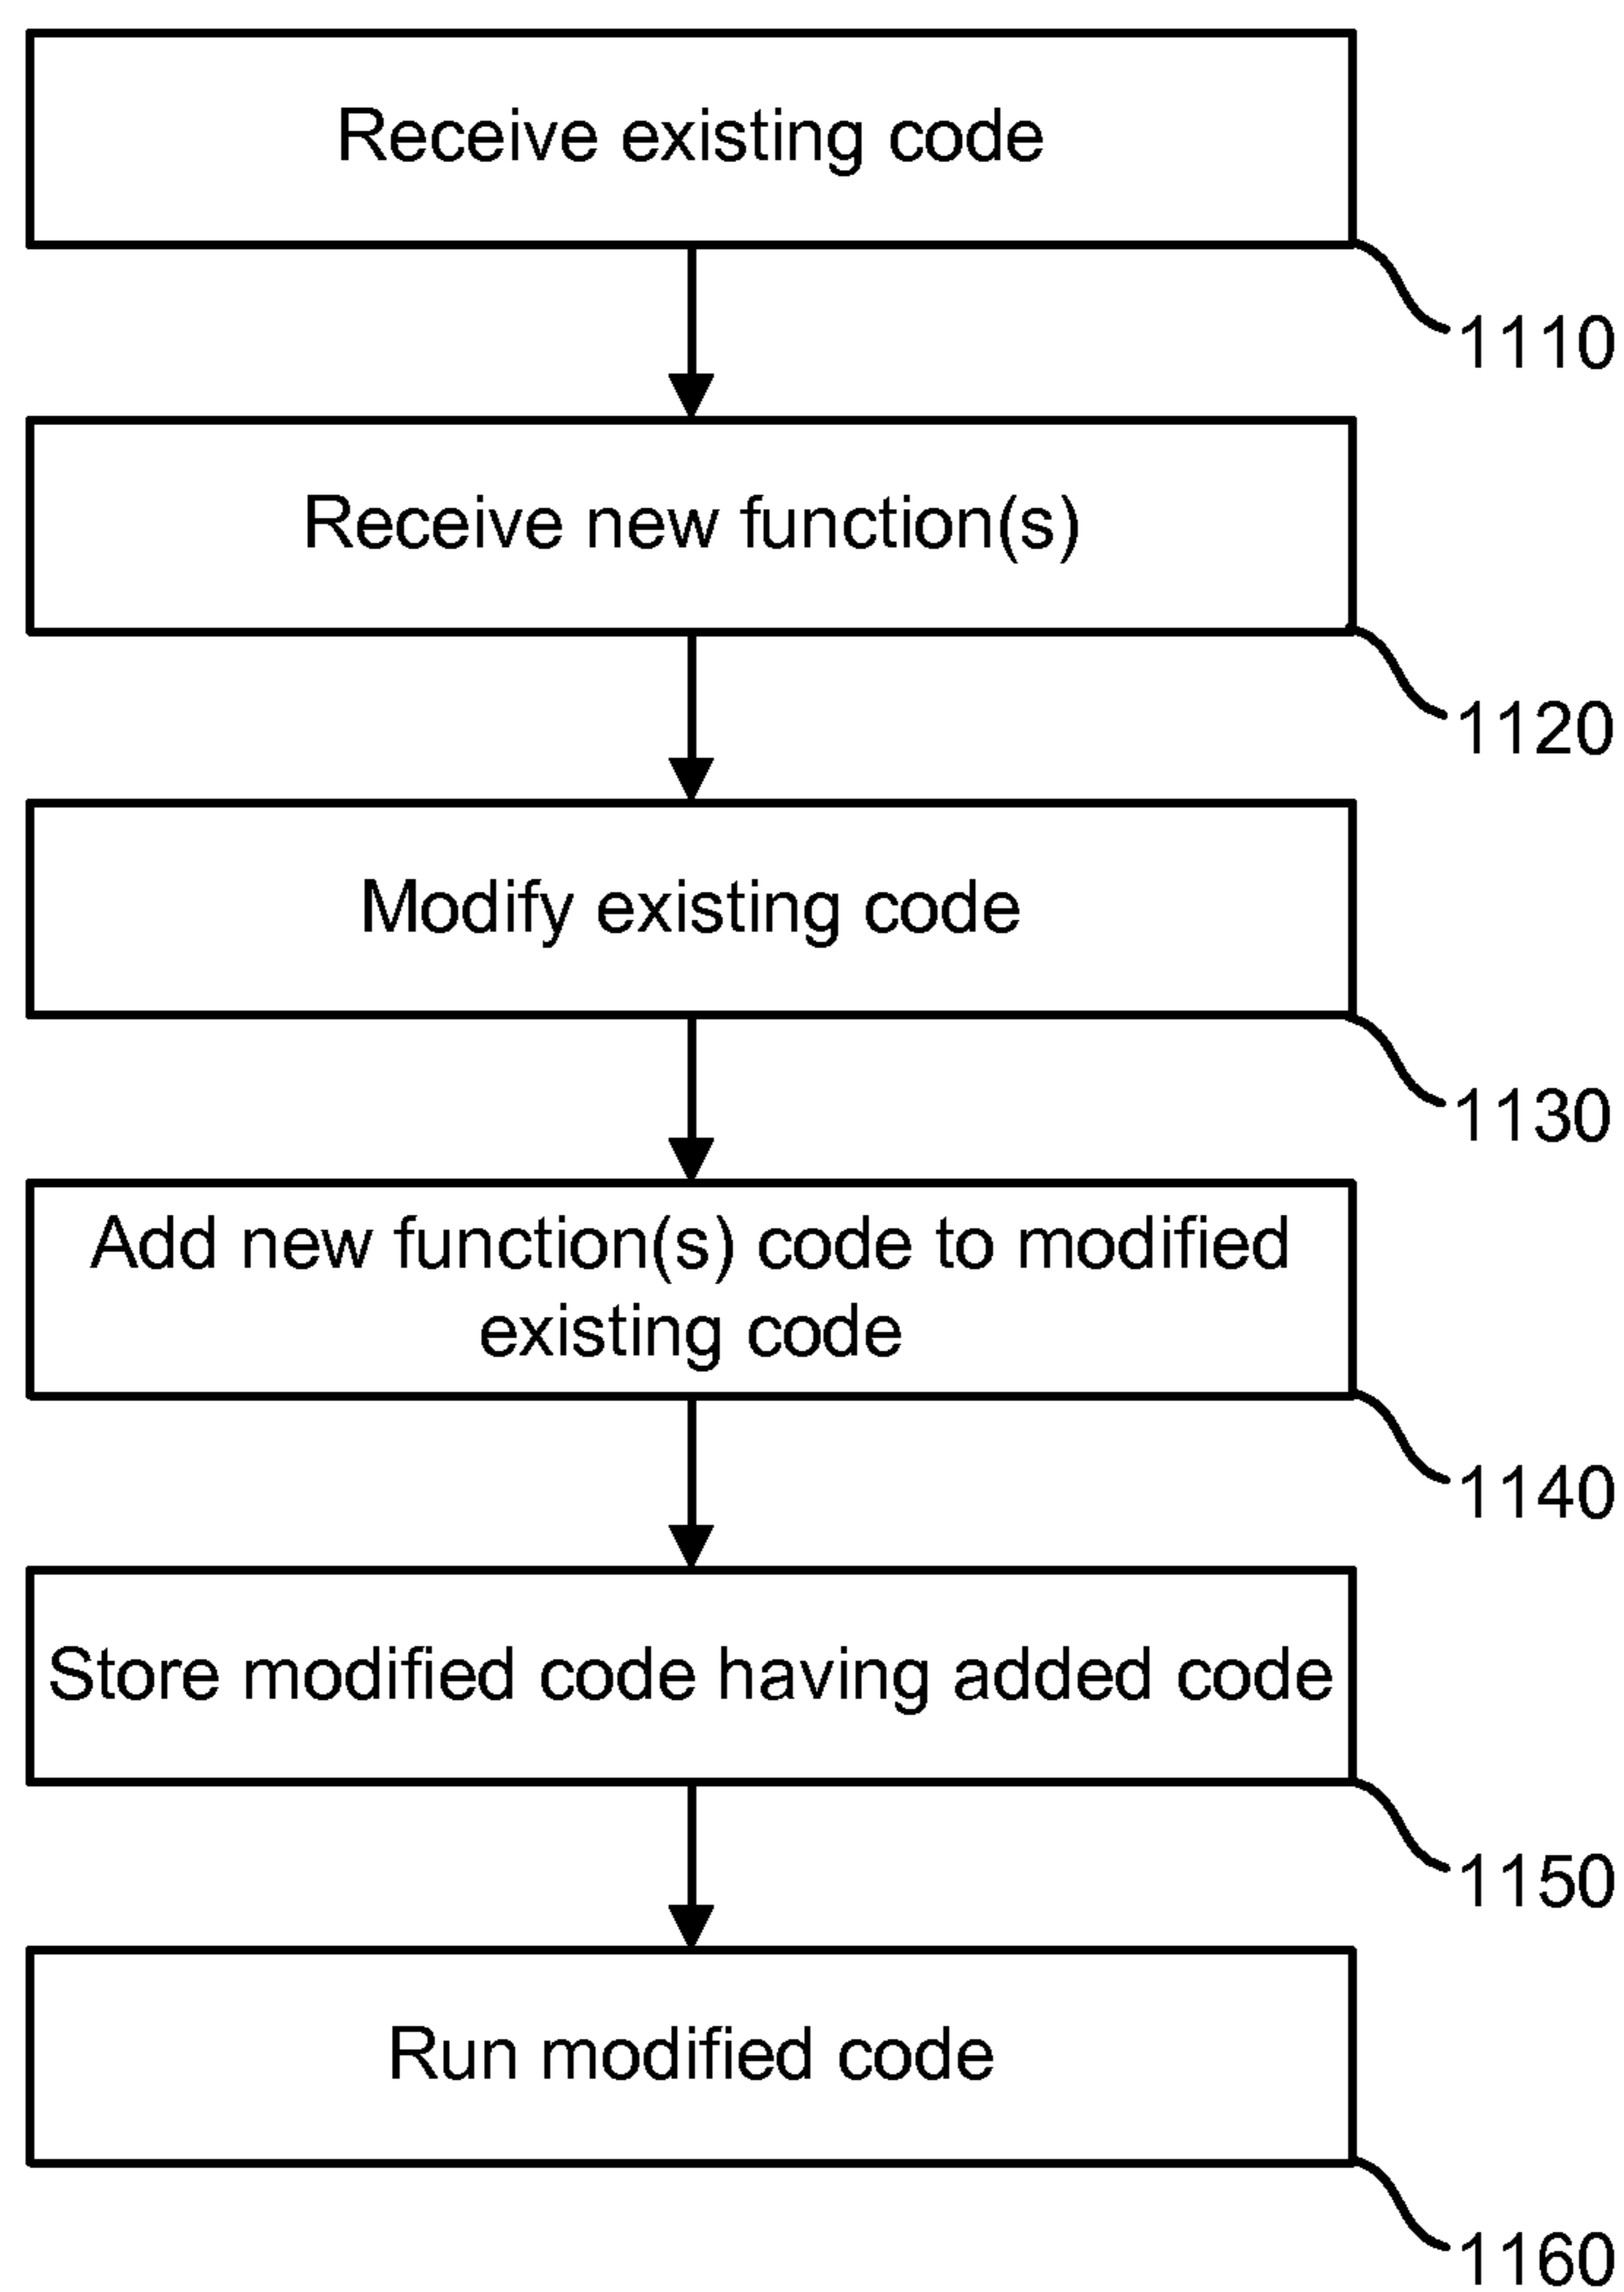 Receive existing code
1110
Receive new function(s)
1120
Modify existing code
1130
Add new function(s) code to modified
existing code
1140
Store modified code having added code
1150
Run modified code
1160